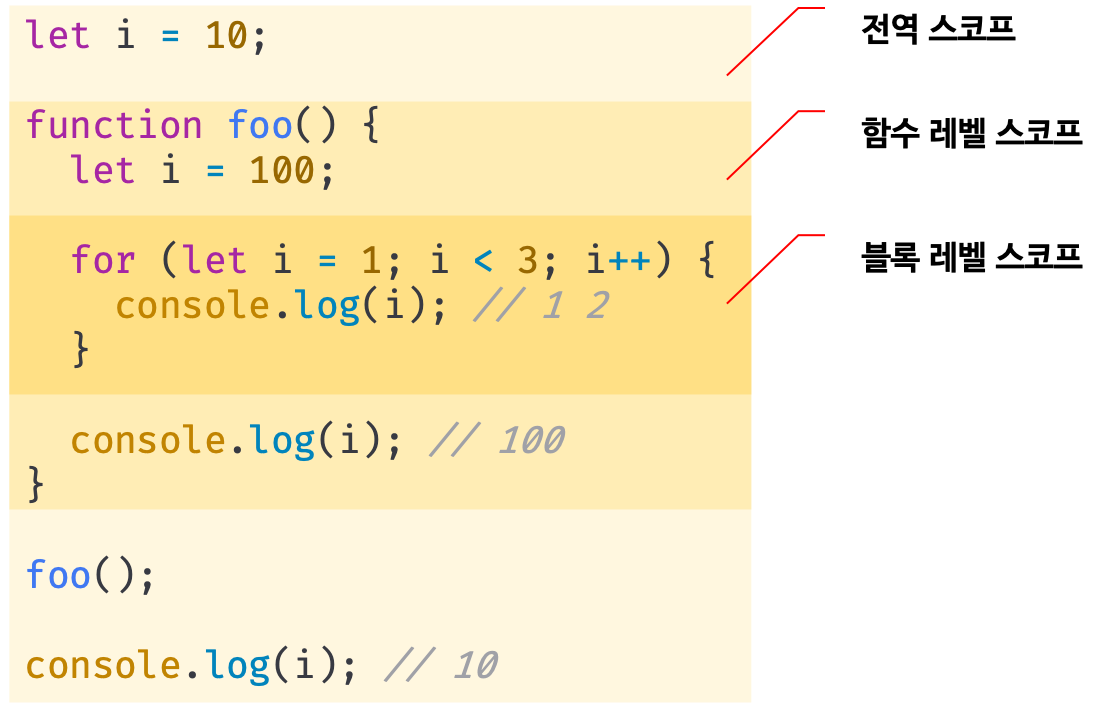 let i = 10;
전역 스코프
function foo() {
함수 레벨 스코프
  let i = 100;
  for (let i = 1; i < 3; i++) {
블록 레벨 스코프
    console.log(i); // 1 2
  }
  console.log(i); // 100
}
foo();
console.log(i); // 10